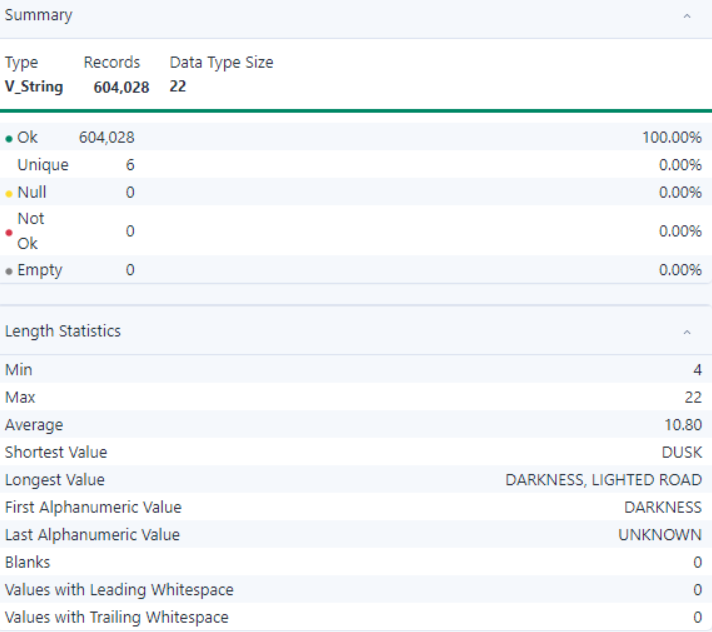 Summary
Type Records Data Type Size
V_String 604,028 22
Ok 604,028 100.00%
Unique 6 0.00%
Null 0 0.00%
Not
Ok 0 0.00%
Empty 0 0.00%
Length Statistics
Min 4
Max 22
Average 10.80
Shortest Value DUSK
Longest Value DARKNESS, LIGHTED ROAD
First Alphanumeric Value DARKNESS
Last Alphanumeric Value UNKNOWN
Blanks 0
Values with Leading Whitespace 0
Values with Trailing Whitespace 0